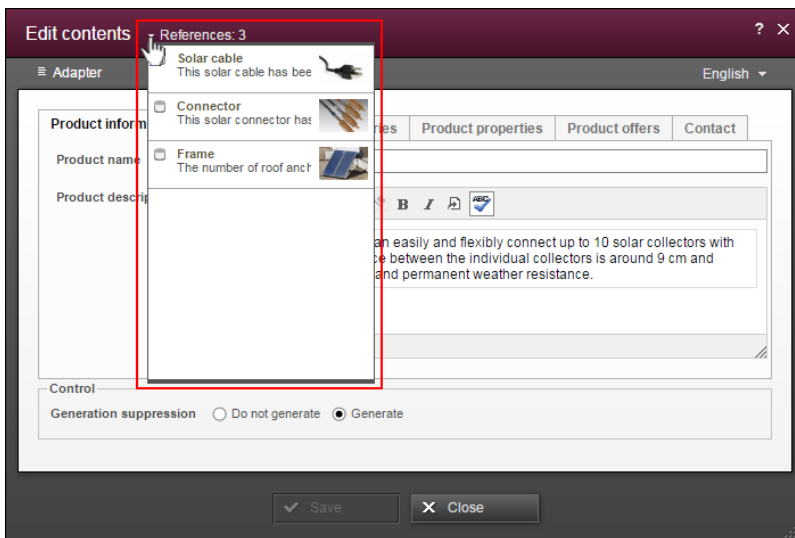 Edit contents
References: 3
?
Adapter
English
Solar cable
This solar cable has bee
Connector
This solar connector has
Frame
The number of roof anch
Product inform
ries
Product properties
Product offers
Contact
Product name
Product descrip
B I
ABC
an easily and flexibly connect up to 10 solar collectors with
ce between the individual collectors is around 9 cm and
and permanent weather resistance.
Control
Generation suppression
Do not generate
Generate
Save
X Close